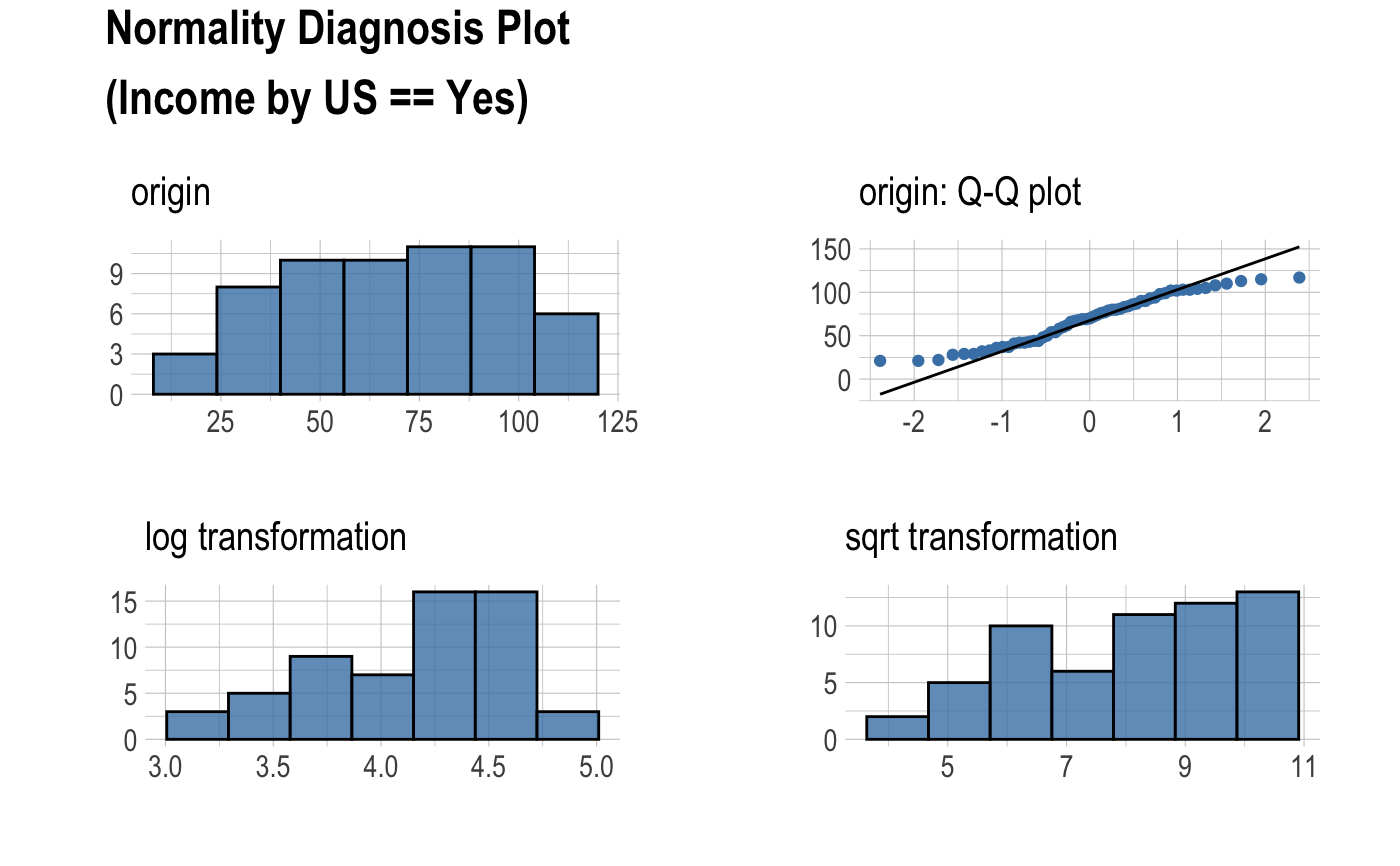 Normality Diagnosis Plot
(Income by US == Yes)
origin
9
6
3
0
25 50 75 100 125
origin: Q-Q plot
150
100
50
0
-2 -1 0 1 2
log transformation
15
10
5
0
3.0 3.5 4.0 4.5 5.0
sqrt transformation
10
5
0
5 7 9 11